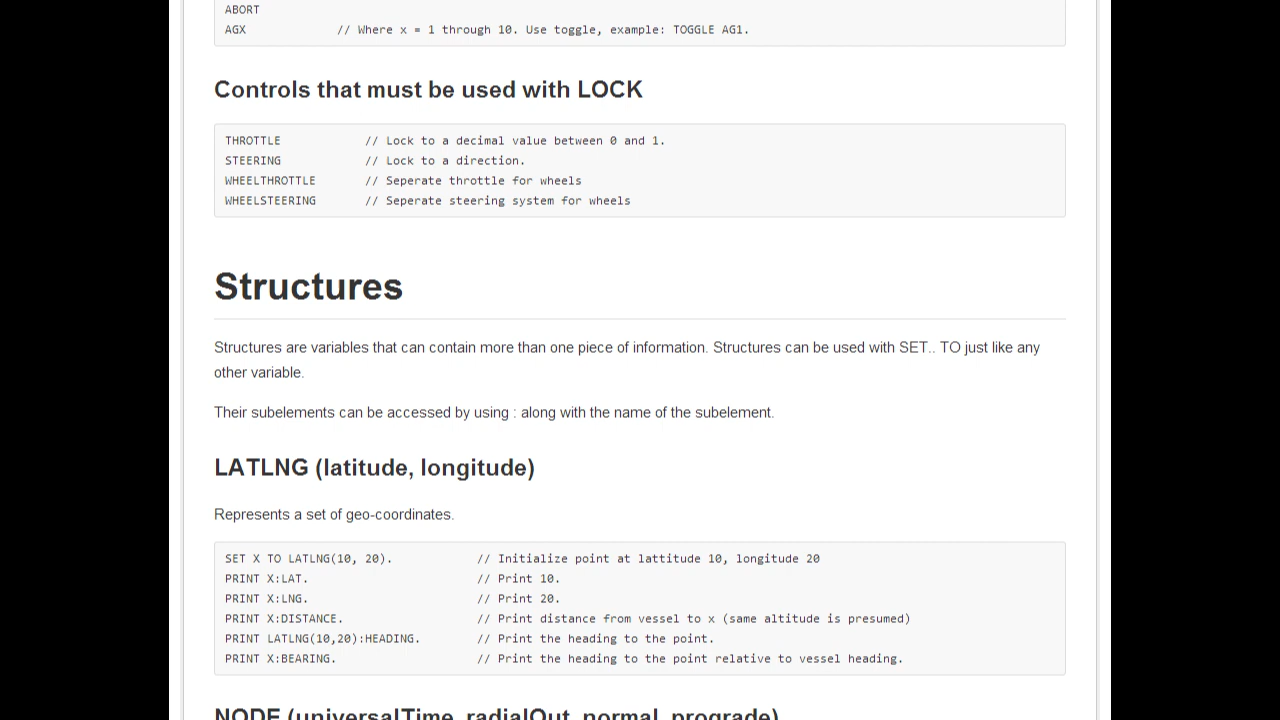 ABORT
AGX // Where x = 1 through 10. Use toggle, example: TOGGLE AG1.
Controls that must be used with LOCK
THROTTLE // Lock to a decimal value between 0 and 1.
STEERING // Lock to a direction.
WHEELTHROTTLE // Seperate throttle for wheels
WHEELSTEERING // Seperate steering system for wheels
Structures
Structures are variables that can contain more than one piece of information. Structures can be used with SET.. TO just like any
other variable.
Their subelements can be accessed by using : along with the name of the subelement.
LATLNG (latitude, longitude)
Represents a set of geo-coordinates.
SET X TO LATLNG(10, 20). // Initialize point at lattitude 10, longitude 20
PRINT X:LAT. // Print 10.
PRINT X:LNG. // Print 20.
PRINT X:DISTANCE. // Print distance from vessel to x (same altitude is presumed)
PRINT LATLNG(10,20):HEADING. // Print the heading to the point.
PRINT X:BEARING. // Print the heading to the point relative to vessel heading.
NODE (universalTime, radialOut, normal, prograde)